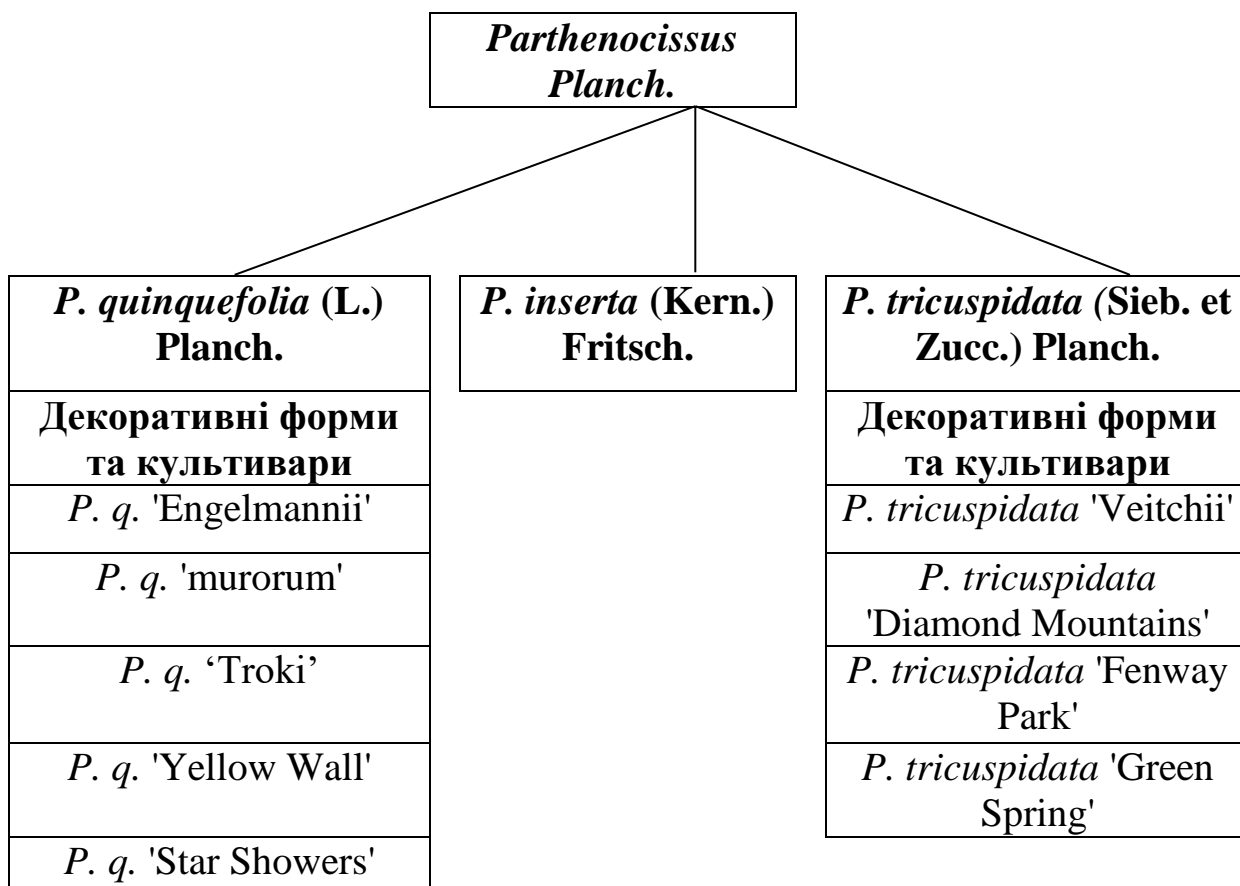 Parthenocissus
Planch.
P. quinquefolia (L.)
Planch.
Декоративні форми
та культивари
P. q. 'Engelmannii'
P. q. 'murorum'
P. q. ‘Troki’
P. q. 'Yellow Wall'
P. q. 'Star Showers'
P. inserta (Kern.)
Fritsch.
P. tricuspidata (Sieb. et
Zucc.) Planch.
Декоративні форми
та культивари
P. tricuspidata 'Veitchii'
P. tricuspidata
'Diamond Mountains'
P. tricuspidata 'Fenway
Park'
P. tricuspidata 'Green
Spring'